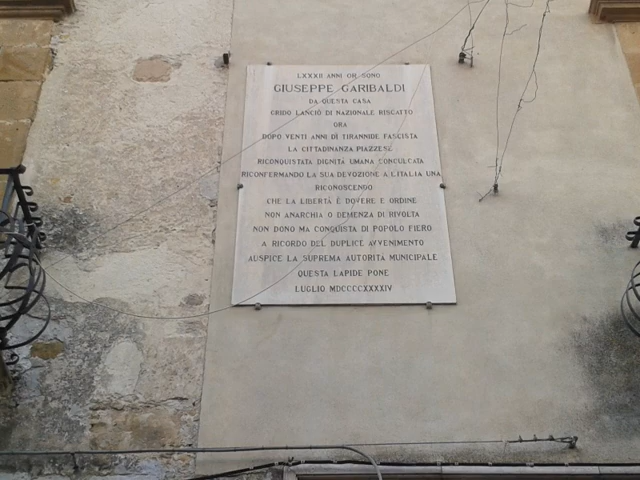 LXXXII ANNI OR SONO
GIUSEPPE GARIBALDI
DA QUESTA CASA
GRIDO LANCIÒ DI NAZIONALE RISCATTO
ORA
DOPO VENTI ANNI DI TIRANNIDE FASCISTA
LA CITTADINANZA PIAZZESE
RICONQUISTATA DIGNITÀ UMANA CONCULCATA
RICONFERMANDO LA SUA DEVOZIONE A L'ITALIA UNA
RICONOSCENDO
CHE LA LIBERTÀ È DOVERE E ORDINE
NON ANARCHIA O DEMENZA DI RIVOLTA
NON DONO MA CONQUISTA DI POPOLO FIERO
A RICORDO DEL DUPLICE AVVENIMENTO
AUSPICE LA SUPREMA AUTORITÀ MUNICIPALE
QUESTA LAPIDE PONE
LUGLIO MDCCCCXXXXIV